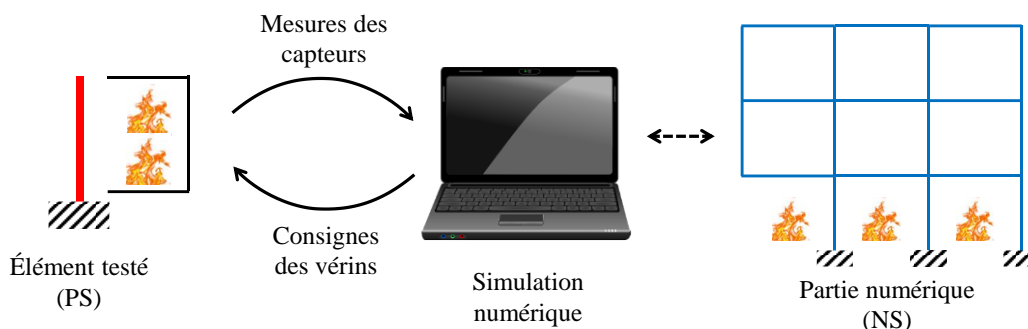 Mesures des
capteurs
Élément testé
(PS)
Consignes
des vérins
Simulation
numérique
Partie numérique
(NS)